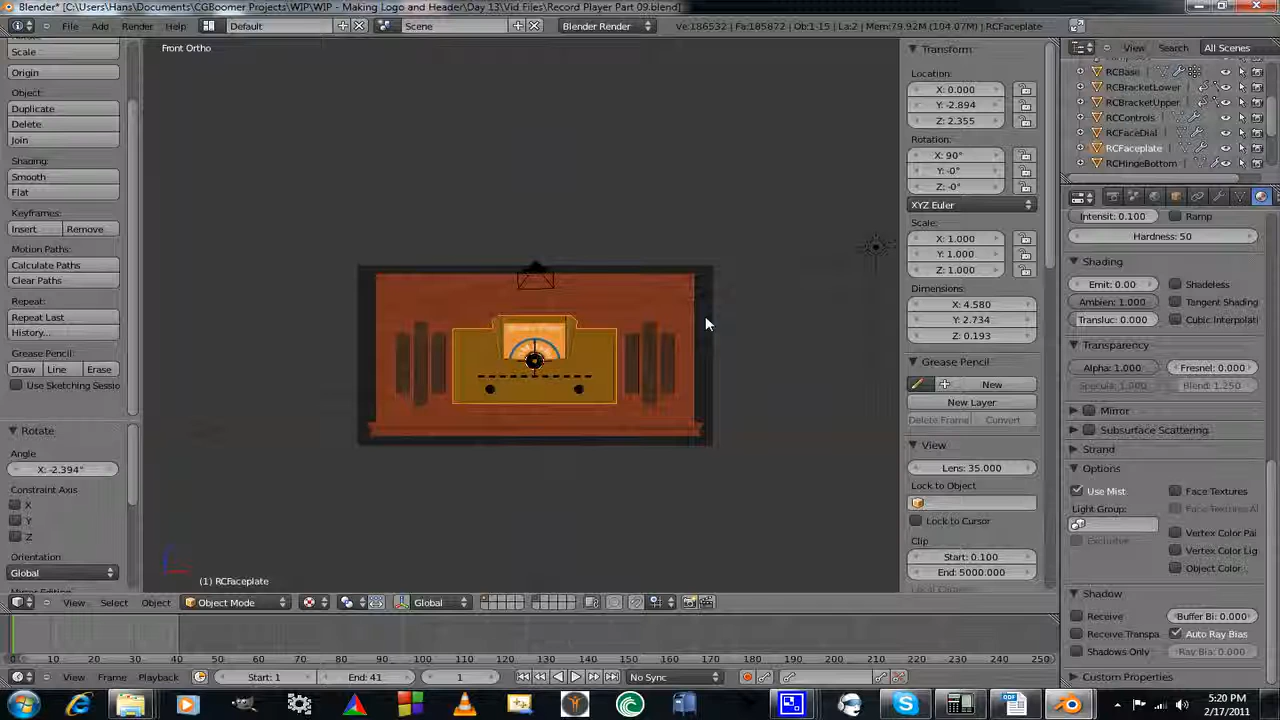 Blender* [C:\Users\Hans\Documents\CGBoomer Projects\WIP\WIP - Making Logo and Header\Day 13\Vid Files\Record Player Part 09.blend]
File Add Render Help Default Scene Blender Render Ve:186532 | Fa:185872 | Ob:1-15 | La:2 | Mem:79.92M (104.07M) | RCFaceplate
Scale
Origin
Object:
Duplicate
Delete
Join
Shading:
Smooth
Flat
Keyframes:
Insert Remove
Motion Paths:
Calculate Paths
Clear Paths
Repeat:
Repeat Last
History...
Grease Pencil:
Draw Line Erase
Use Sketching Sessio
Rotate
Angle
X: -2.394°
Constraint Axis
X
Y
Z
Orientation
Global
Front Ortho
(1) RCFaceplate
Transform
Location:
X: 0.000
Y: -2.894
Z: 2.355
Rotation:
X: 90°
Y: -0°
Z: -0°
XYZ Euler
Scale:
X: 1.000
Y: 1.000
Z: 1.000
Dimensions:
X: 4.580
Y: 2.734
Z: 0.193
Grease Pencil
New
New Layer
Delete Frame Convert
View
Lens: 35.000
Lock to Object
Lock to Cursor
Clip
Start: 0.100
End: 5000.000
View Search All Scenes
RCBase
RCBracketLower
RCBracketUpper
RCControls
RCFaceDial
RCFaceplate
RCHingeBottom
Intensit: 0.100 Ramp
Hardness: 50
Shading
Emit: 0.00 Shadeless
Ambien: 1.000 Tangent Shading
Transluc: 0.000 Cubic Interpolati
Transparency
Alpha: 1.000 Fresnel: 0.000
Specula: 1.000 Blend: 1.250
Mirror
Subsurface Scattering
Strand
Options
Use Mist Face Textures
Light Group: Face Textures Al
Exclusive Vertex Color Pai
Vertex Color Lig
Object Color
Shadow
Receive Buffer Bi: 0.000
Receive Transpa Auto Ray Bias
Shadows Only Ray Bia: 0.000
Custom Properties
View Select Object Object Mode Global
0 10 20 30 40 50 60 70 80 90 100 110 120 130 140 150 160 170 180 190 200 210 220 230 240 250
View Frame Playback Start: 1 End: 41 1 No Sync
5:20 PM
2/17/2011